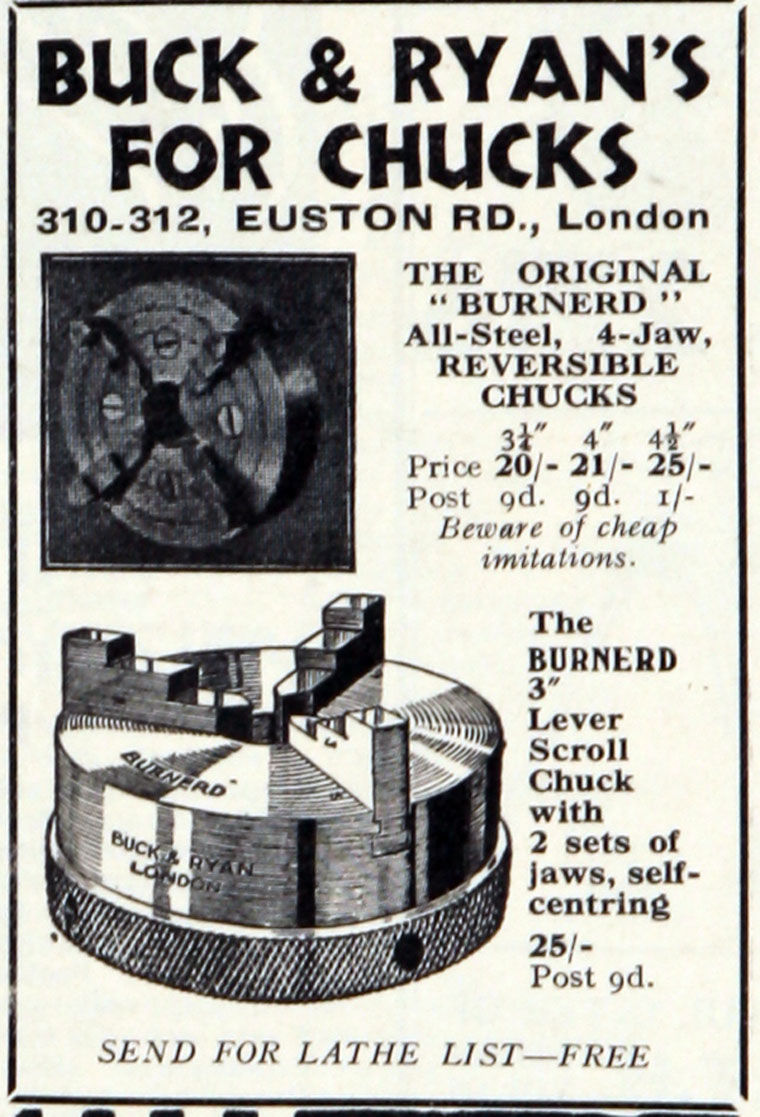 BUCK & RYAN'S
FOR CHUCKS
310-312, EUSTON RD., London
THE ORIGINAL
"BURNERD"
All-Steel, 4-Jaw,
REVERSIBLE
CHUCKS
3¼" 4" 4½"
Price 20/- 21/- 25/-
Post 9d. 9d. 1/-
Beware of cheap
imitations.
The
BURNERD
3"
Lever
Scroll
Chuck
with
2 sets of
jaws, self-
centring
25/-
Post 9d.
BURNERD
BUCK & RYAN
LONDON
SEND FOR LATHE LIST—FREE